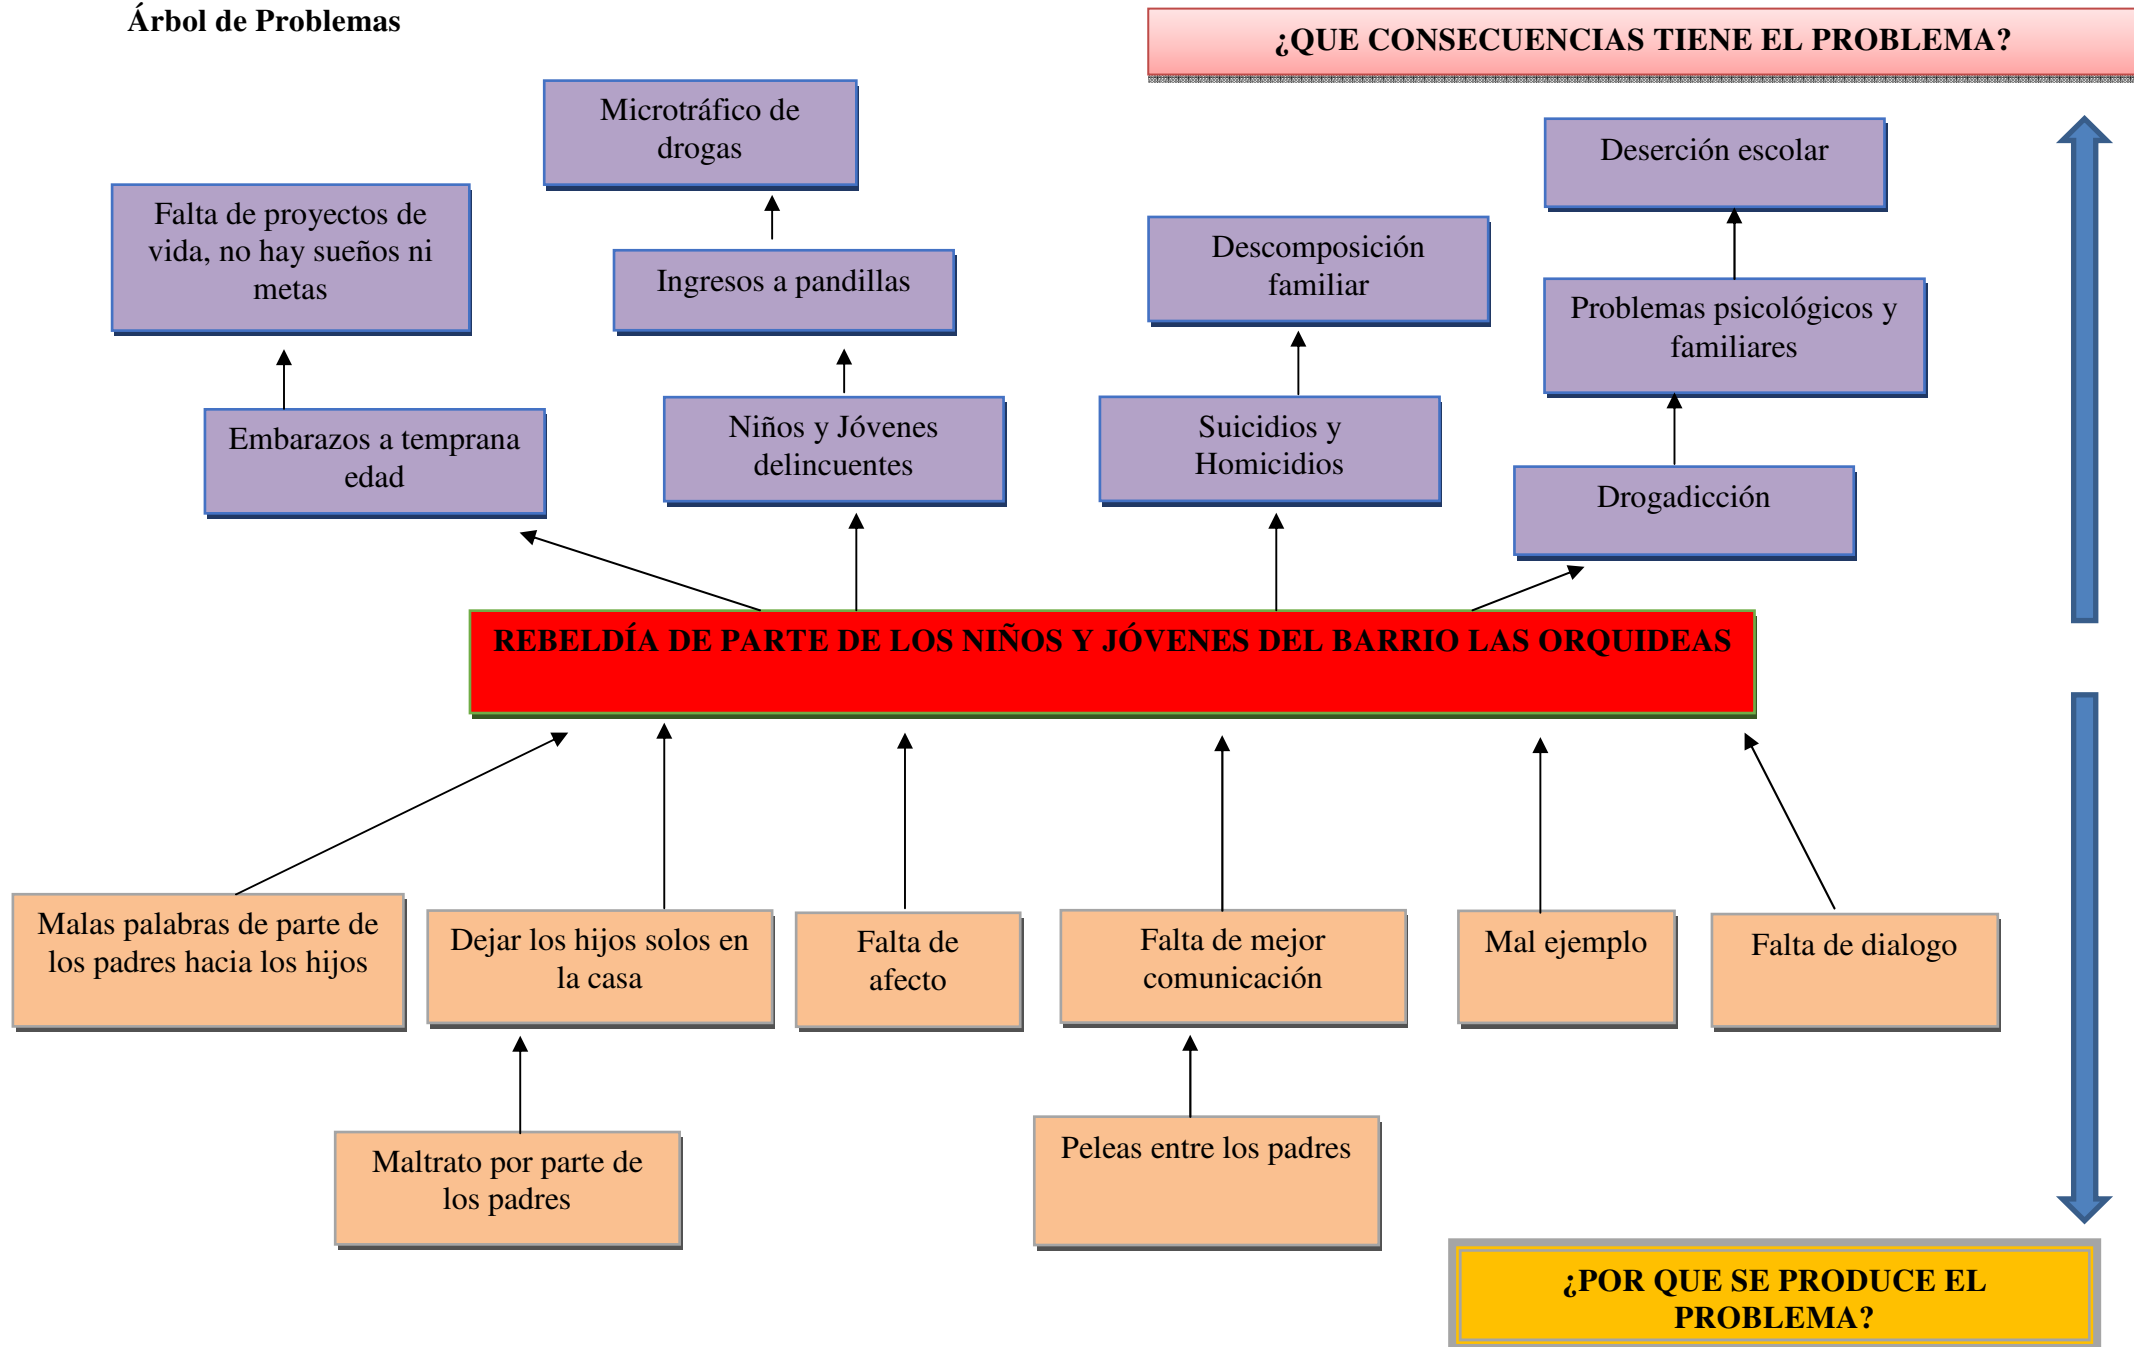 Árbol de Problemas
¿QUE CONSECUENCIAS TIENE EL PROBLEMA?
Microtráfico de
drogas
Deserción escolar
Falta de proyectos de
vida, no hay sueños ni
metas
Ingresos a pandillas
Descomposición
familiar
Problemas psicológicos y
familiares
Embarazos a temprana
edad
Niños y Jóvenes
delincuentes
Suicidios y
Homicidios
Drogadicción
REBELDÍA DE PARTE DE LOS NIÑOS Y JÓVENES DEL BARRIO LAS ORQUIDEAS
Malas palabras de parte de
los padres hacia los hijos
Dejar los hijos solos en
la casa
Falta de
afecto
Falta de mejor
comunicación
Mal ejemplo
Falta de dialogo
Maltrato por parte de
los padres
Peleas entre los padres
¿POR QUE SE PRODUCE EL
PROBLEMA?